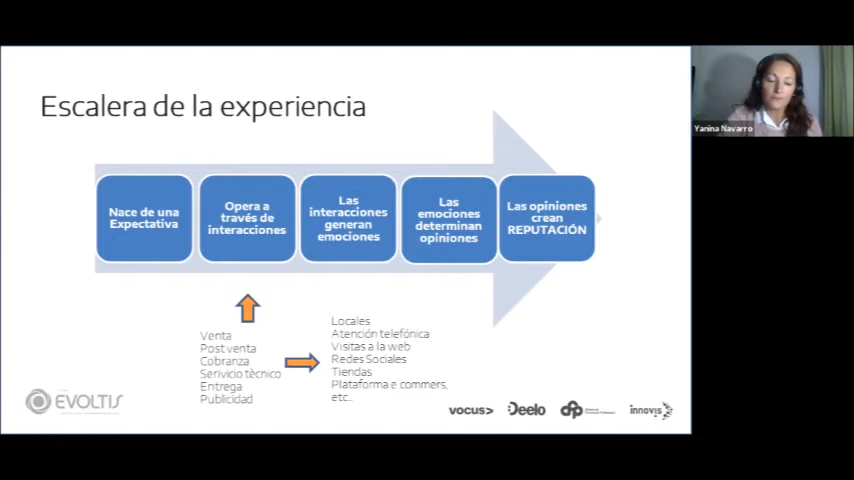 Escalera de la experiencia
Nace de una
Expectativa
Opera a
través de
interacciones
Las
interacciones
generan
emociones
Las
emociones
determinan
opiniones
Las opiniones
crean
REPUTACIÓN
Venta
Post venta
Cobranza
Serivicio tècnico
Entrega
Publicidad
Locales
Atención telefónica
Visitas a la web
Redes Sociales
Tiendas
Plataforma e commers,
etc..
EVOLTIS
vocus>
Deelo
innovis
Yanina Navarro